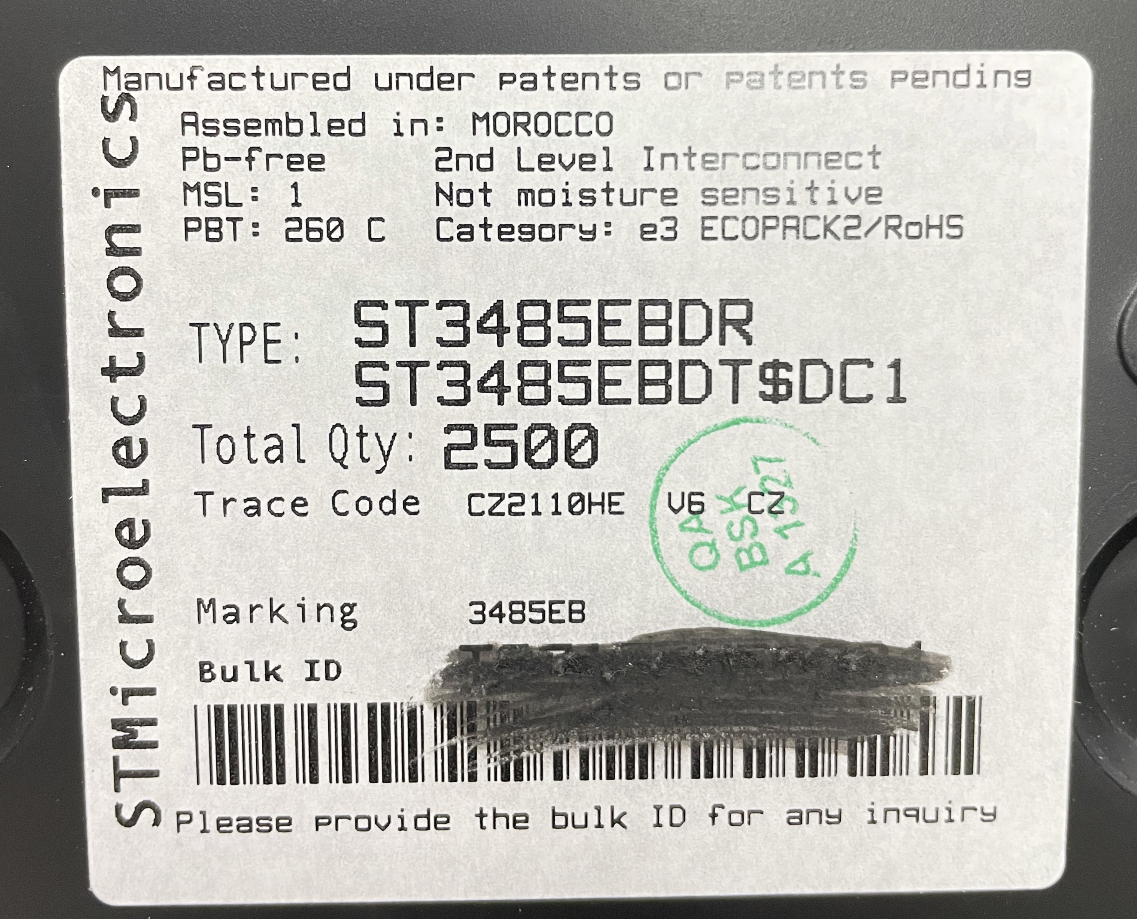 Manufactured under patents or patents pending
STMicroelectronics
Assembled in: MOROCCO
Pb-free 2nd Level Interconnect
MSL: 1 Not moisture sensitive
PBT: 260 C Category: e3 ECOPACK2/RoHS
TYPE: ST3485EBDR
ST3485EBDT$DC1
Total Qty: 2500
Trace Code CZ2110HE V6 CZ
QA
BSK
Marking 3485EB
Bulk ID
Please provide the bulk ID for any inquiry